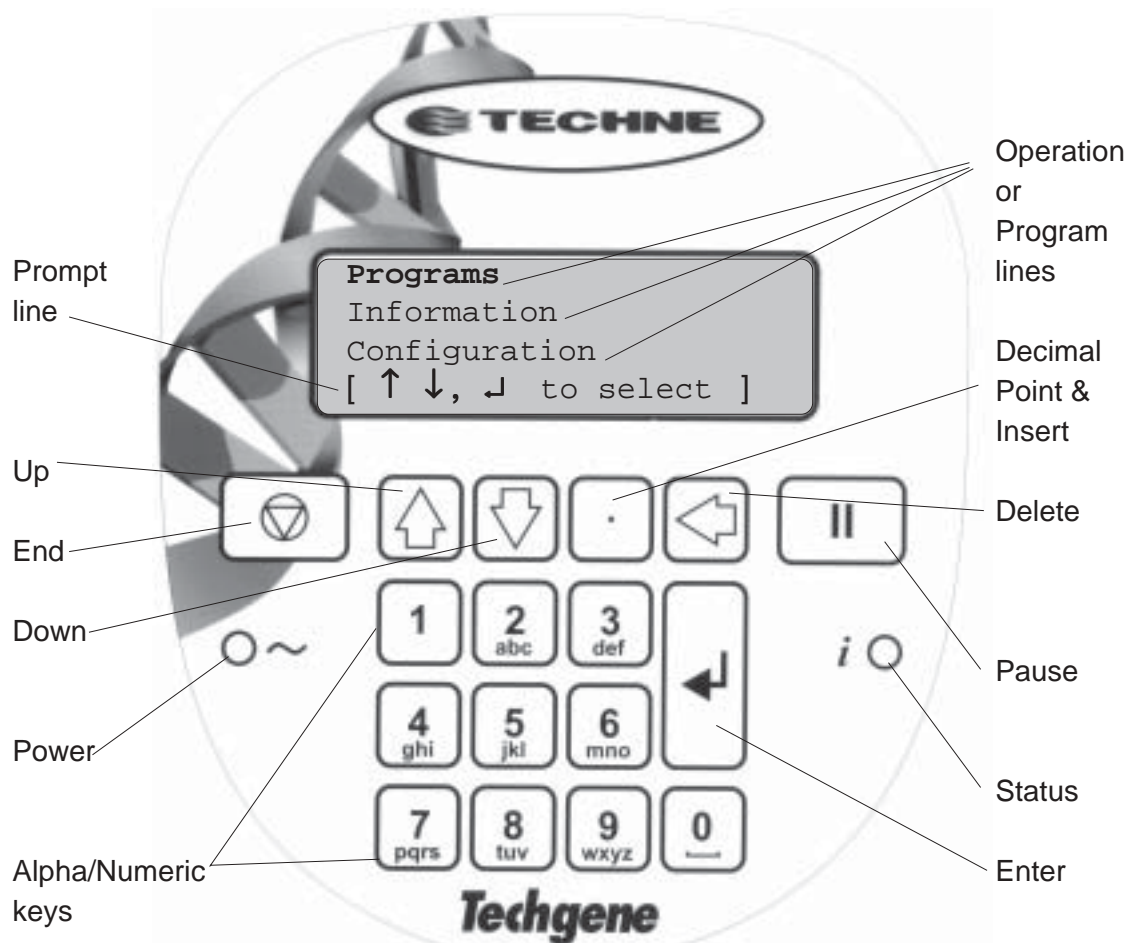 TECHNE
Operation
or
Program
lines
Prompt
line
Programs
Information
Configuration
[ ↑ ↓, ↵ to select ]
Decimal
Point &
Insert
Up
End
Down
Power
Alpha/Numeric
keys
.
II
Delete
1
2
abc
3
def
4
ghi
5
jkl
6
mno
7
pqrs
8
tuv
9
wxyz
0
~
i
Pause
Status
Enter
Techgene